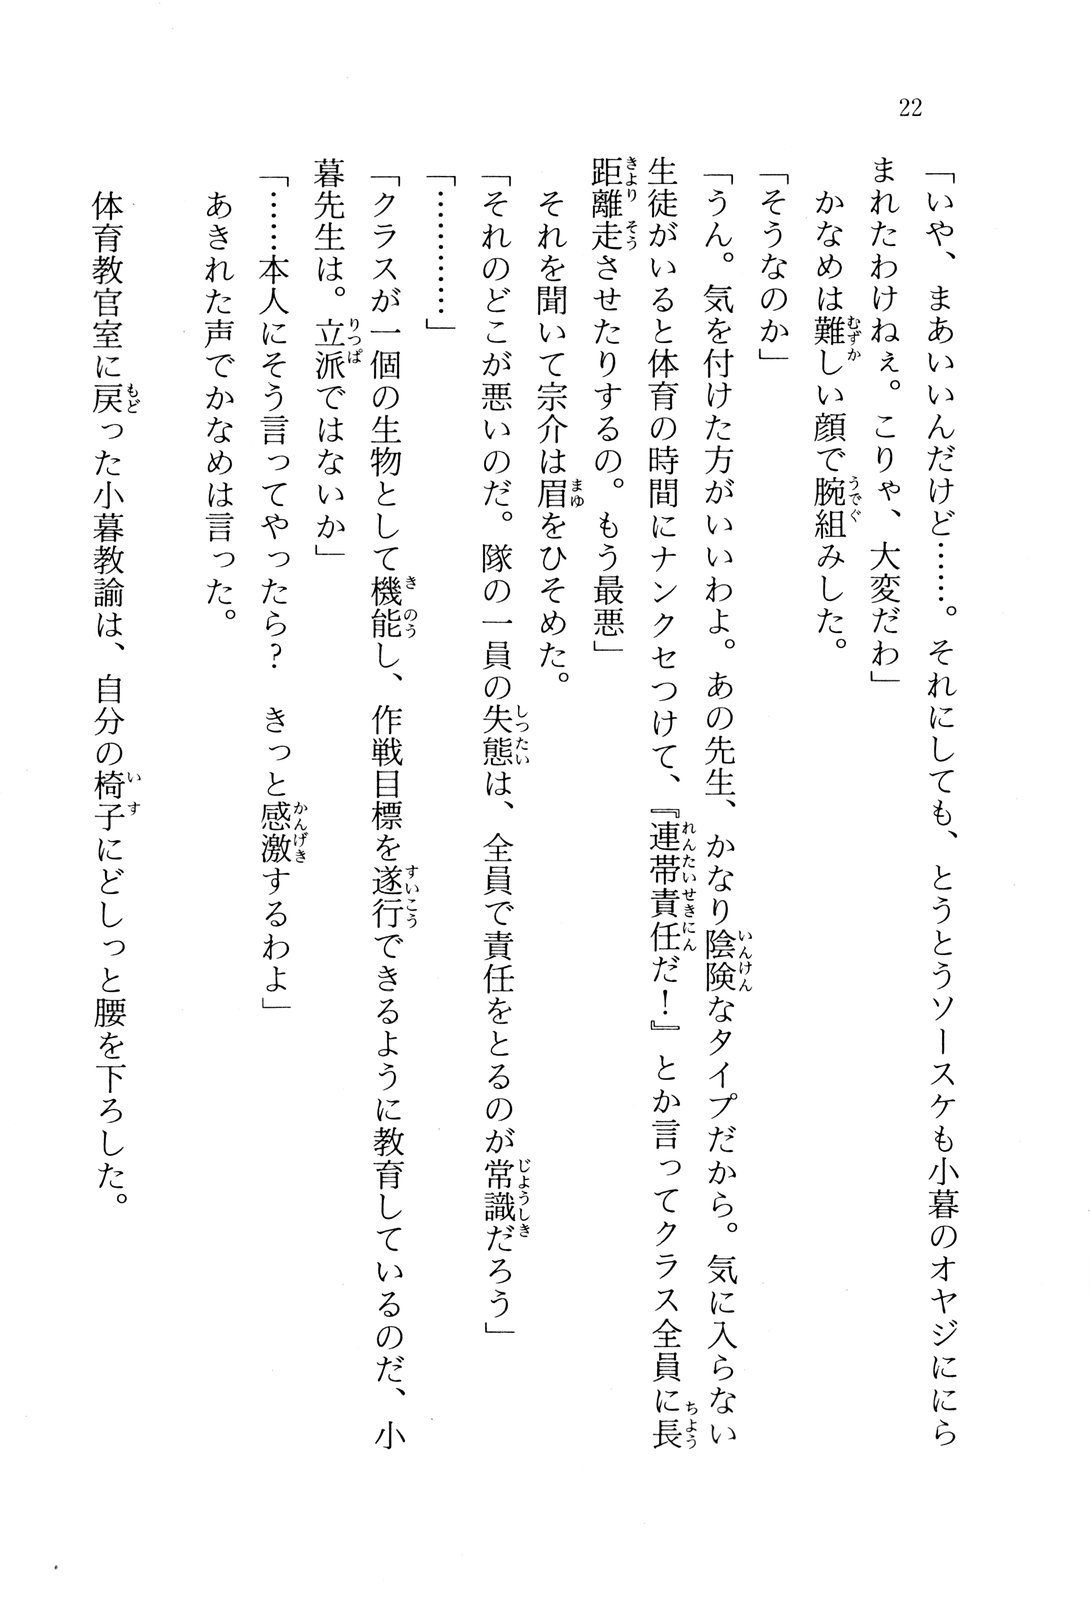 22
「いや、まあいいんだけど……。それにしても、とうとうソースケも小暮のオヤジににら
まれたわけねぇ。こりゃ、大変だわ」
　かなめは難しい顔で腕組みした。
「そうなのか」
「うん。気を付けた方がいいわよ。あの先生、かなり陰険なタイプだから。気に入らない
生徒がいると体育の時間にナンクセつけて、『連帯責任だ！』とか言ってクラス全員に長
距離走させたりするの。もう最悪」
　それを聞いて宗介は眉をひそめた。
「それのどこが悪いのだ。隊の一員の失態は、全員で責任をとるのが常識だろう」
「…………」
「クラスが一個の生物として機能し、作戦目標を遂行できるように教育しているのだ、小
暮先生は。立派ではないか」
「……本人にそう言ってやったら？　きっと感激するわよ」
　あきれた声でかなめは言った。
　体育教官室に戻った小暮教諭は、自分の椅子にどしっと腰を下ろした。